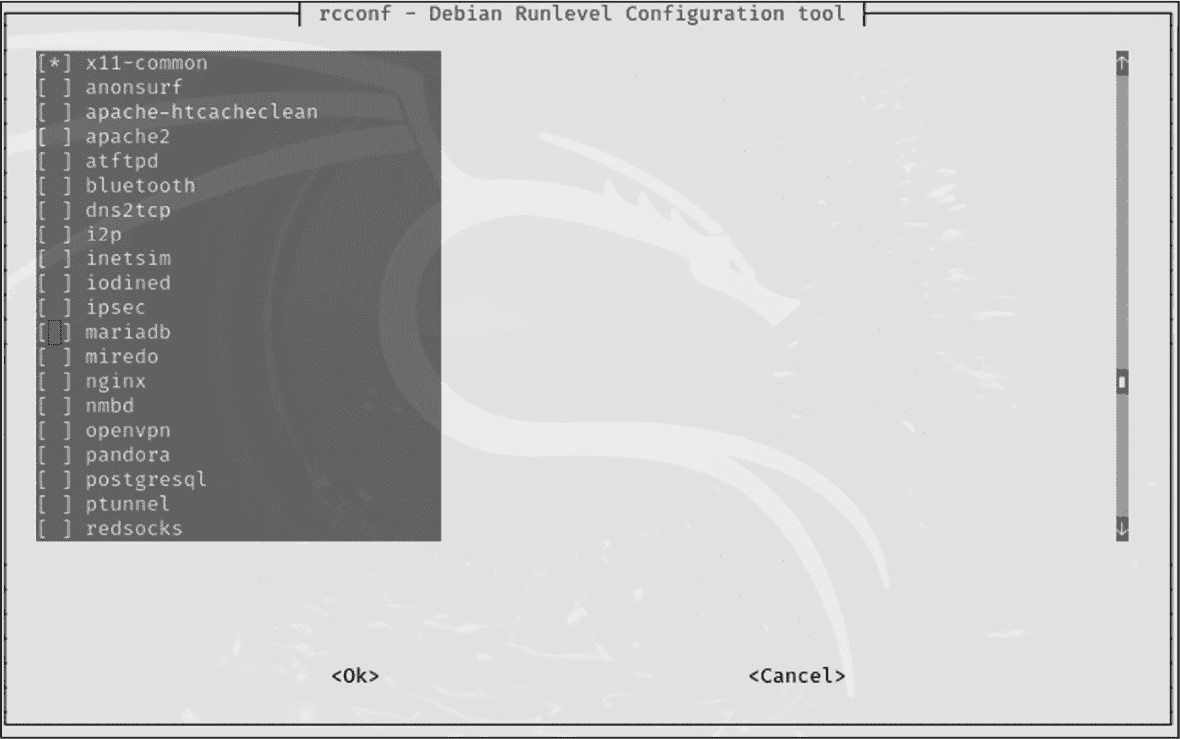 rcconf - Debian Runlevel Configuration tool
[*] x11-common
[ ] anonsurf
[ ] apache-htcacheclean
[ ] apache2
[ ] atftpd
[ ] bluetooth
[ ] dns2tcp
[ ] i2p
[ ] inetsim
[ ] iodined
[ ] ipsec
[ ] mariadb
[ ] miredo
[ ] nginx
[ ] nmbd
[ ] openvpn
[ ] pandora
[ ] postgresql
[ ] ptunnel
[ ] redsocks
<Ok> <Cancel>